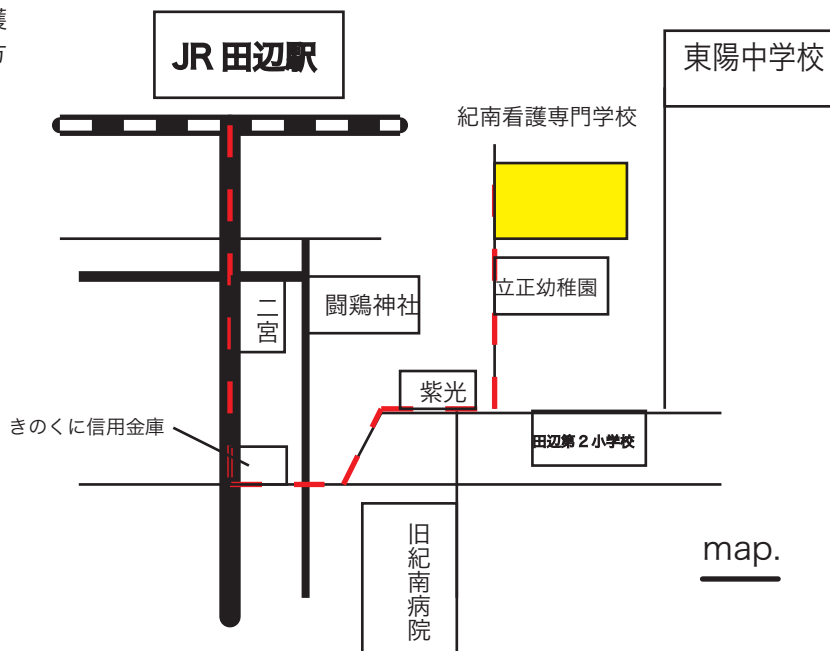 JR 田辺駅
東陽中学校
紀南看護専門学校
立正幼稚園
闘鶏神社
二宮
紫光
きのくに信用金庫
田辺第 2 小学校
旧紀南病院
map.